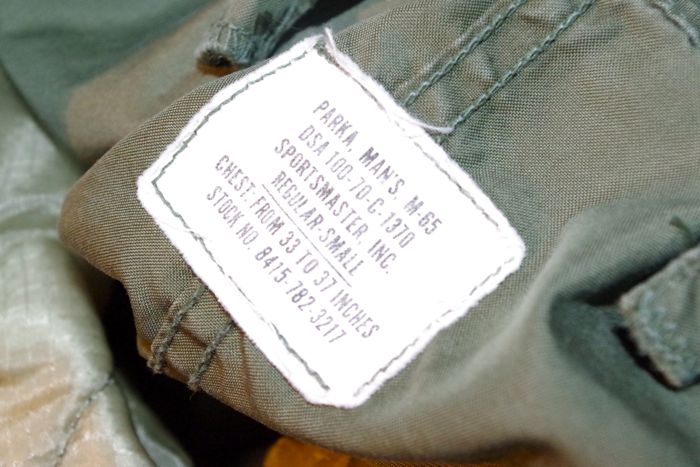 PARKA, MAN'S, M-65
DSA 100-70-C-1370
SPORTSMASTER, INC.
REGULAR-SMALL
CHEST: FROM 33 TO 37 INCHES
STOCK NO. 8415-782-3217